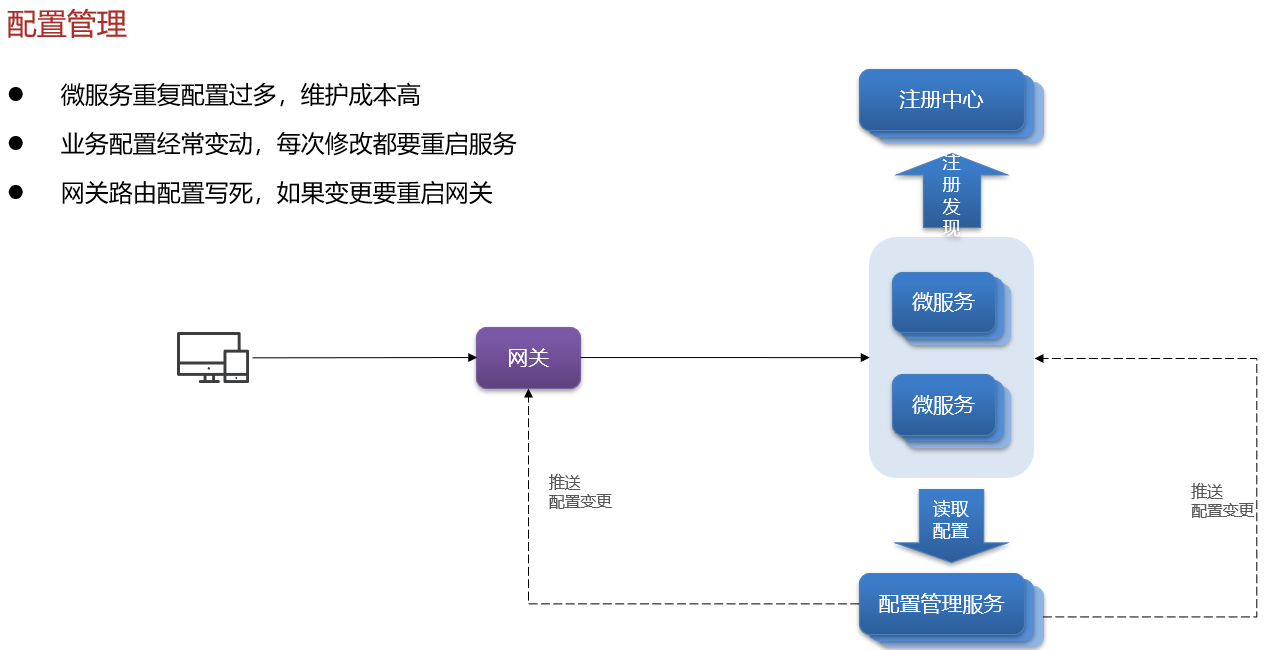 配置管理
微服务重复配置过多，维护成本高
业务配置经常变动，每次修改都要重启服务
网关路由配置写死，如果变更要重启网关
注册中心
注
册
发
现
微服务
网关
微服务
推送
配置变更
推送
配置变更
读取
配置
配置管理服务